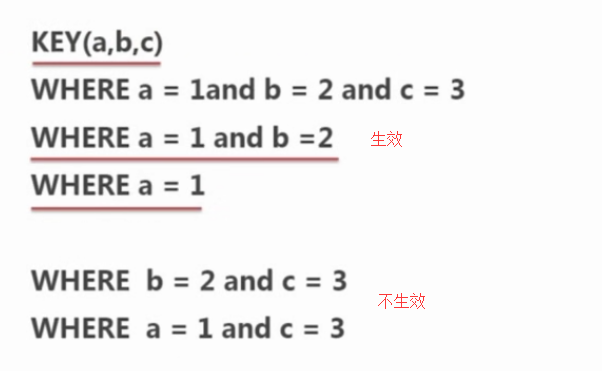 KEY(a,b,c)
WHERE a = 1and b = 2 and c = 3
WHERE a = 1 and b =2 生效
WHERE a = 1
WHERE b = 2 and c = 3
不生效
WHERE a = 1 and c = 3